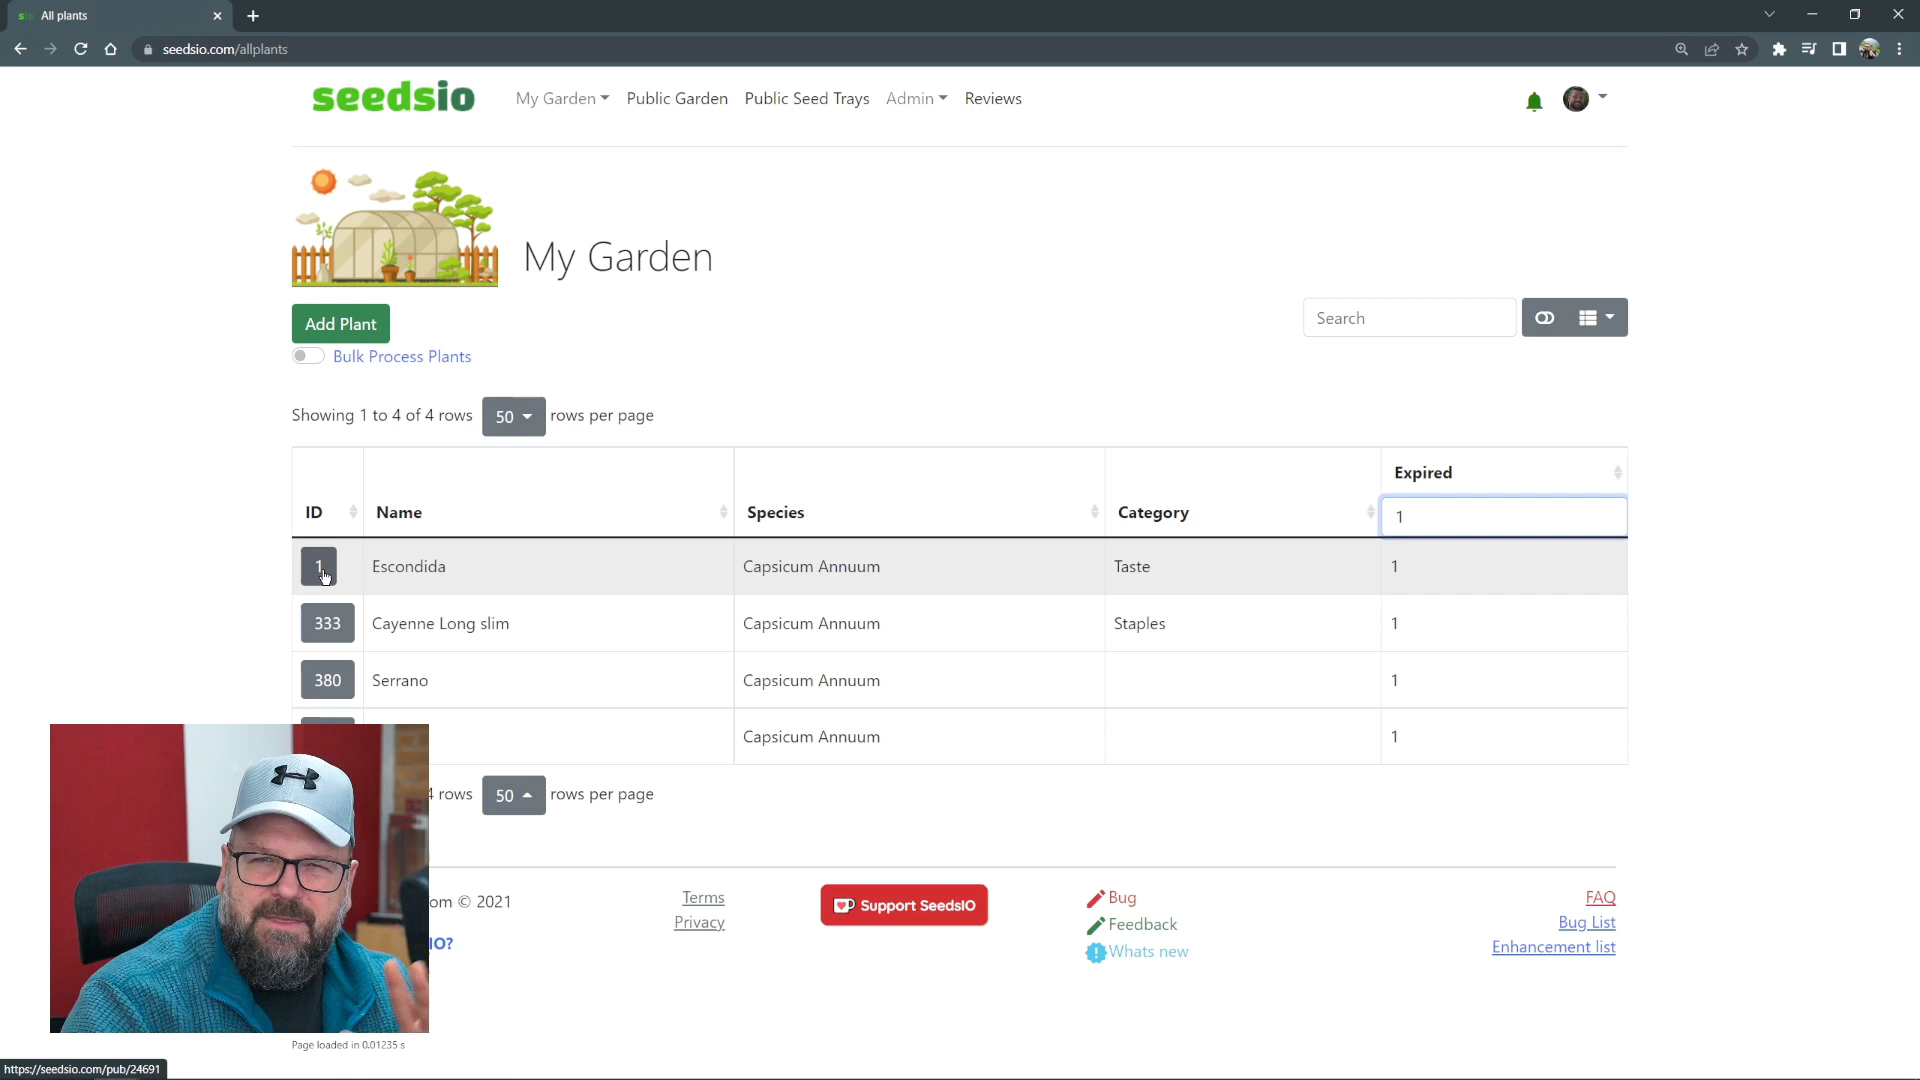 All plants
seedsio.com/allplants
seedsio
My Garden
Public Garden
Public Seed Trays
Admin
Reviews
My Garden
Add Plant
Search
Bulk Process Plants
Showing 1 to 4 of 4 rows 50 rows per page
ID Name Species Category Expired
1
1 Escondida Capsicum Annuum Taste 1
333 Cayenne Long slim Capsicum Annuum Staples 1
380 Serrano Capsicum Annuum 1
Capsicum Annuum 1
rows 50 rows per page
om © 2021
IO?
Terms
Privacy
Support SeedsIO
Bug
Feedback
Whats new
FAQ
Bug List
Enhancement list
Page loaded in 0.01235 s
https://seedsio.com/pub/24691